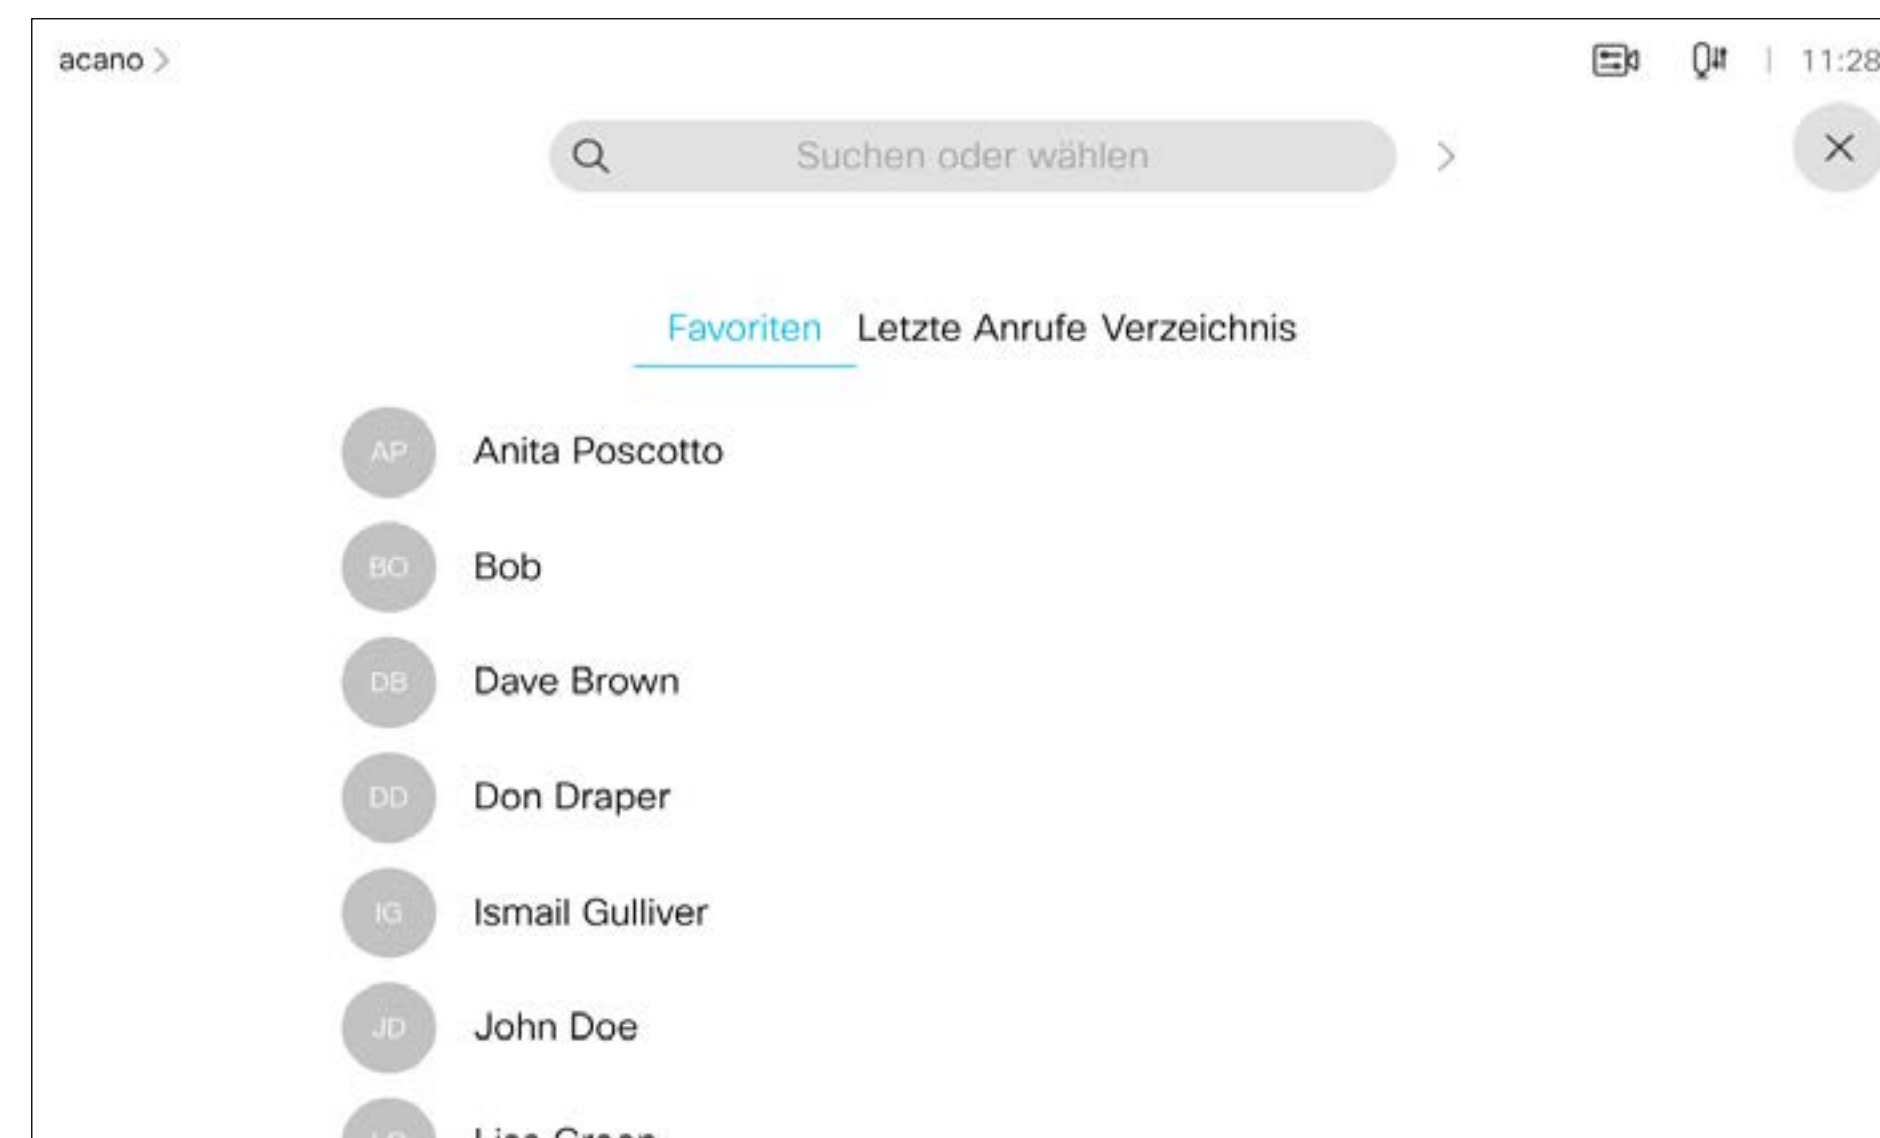 acano >
11:28
Suchen oder wählen
Favoriten Letzte Anrufe Verzeichnis
AP Anita Poscotto
BO Bob
DB Dave Brown
DD Don Draper
IG Ismail Gulliver
JD John Doe